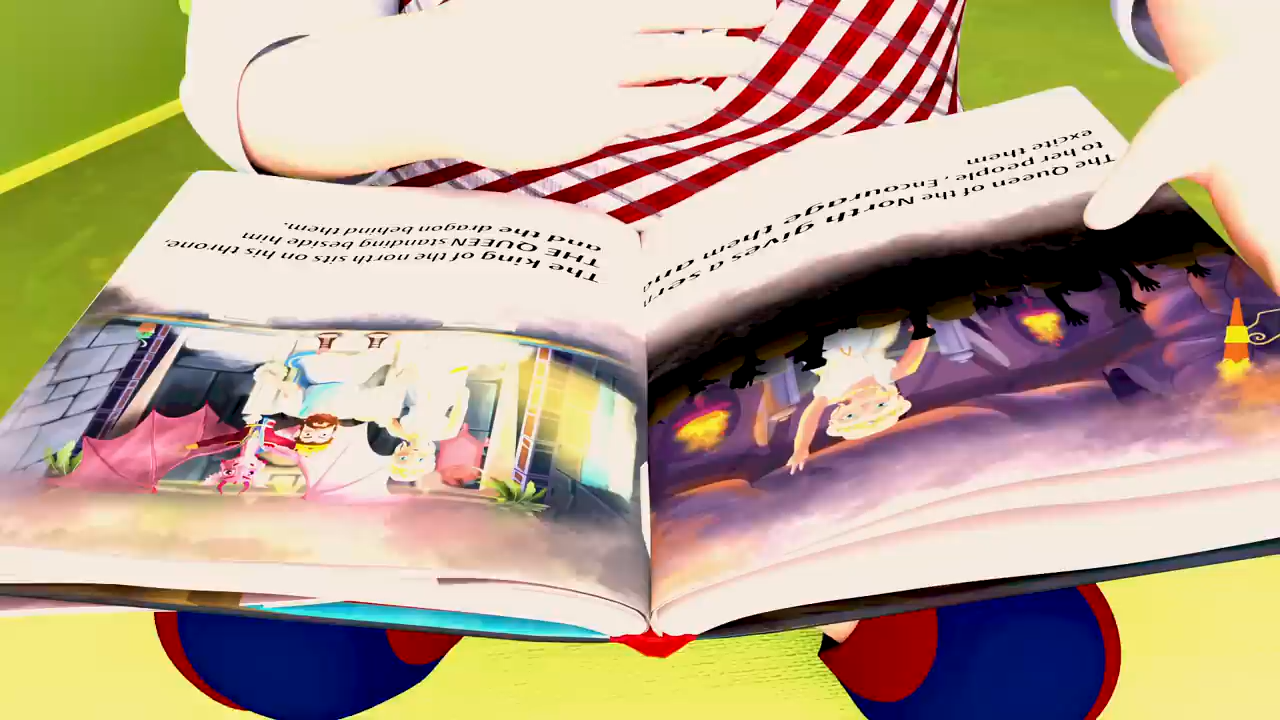 The king of the north sits on his throne,
THE QUEEN standing beside him
and the dragon behind them.
The Queen of the North gives a
to her people, Encourage them
excite them